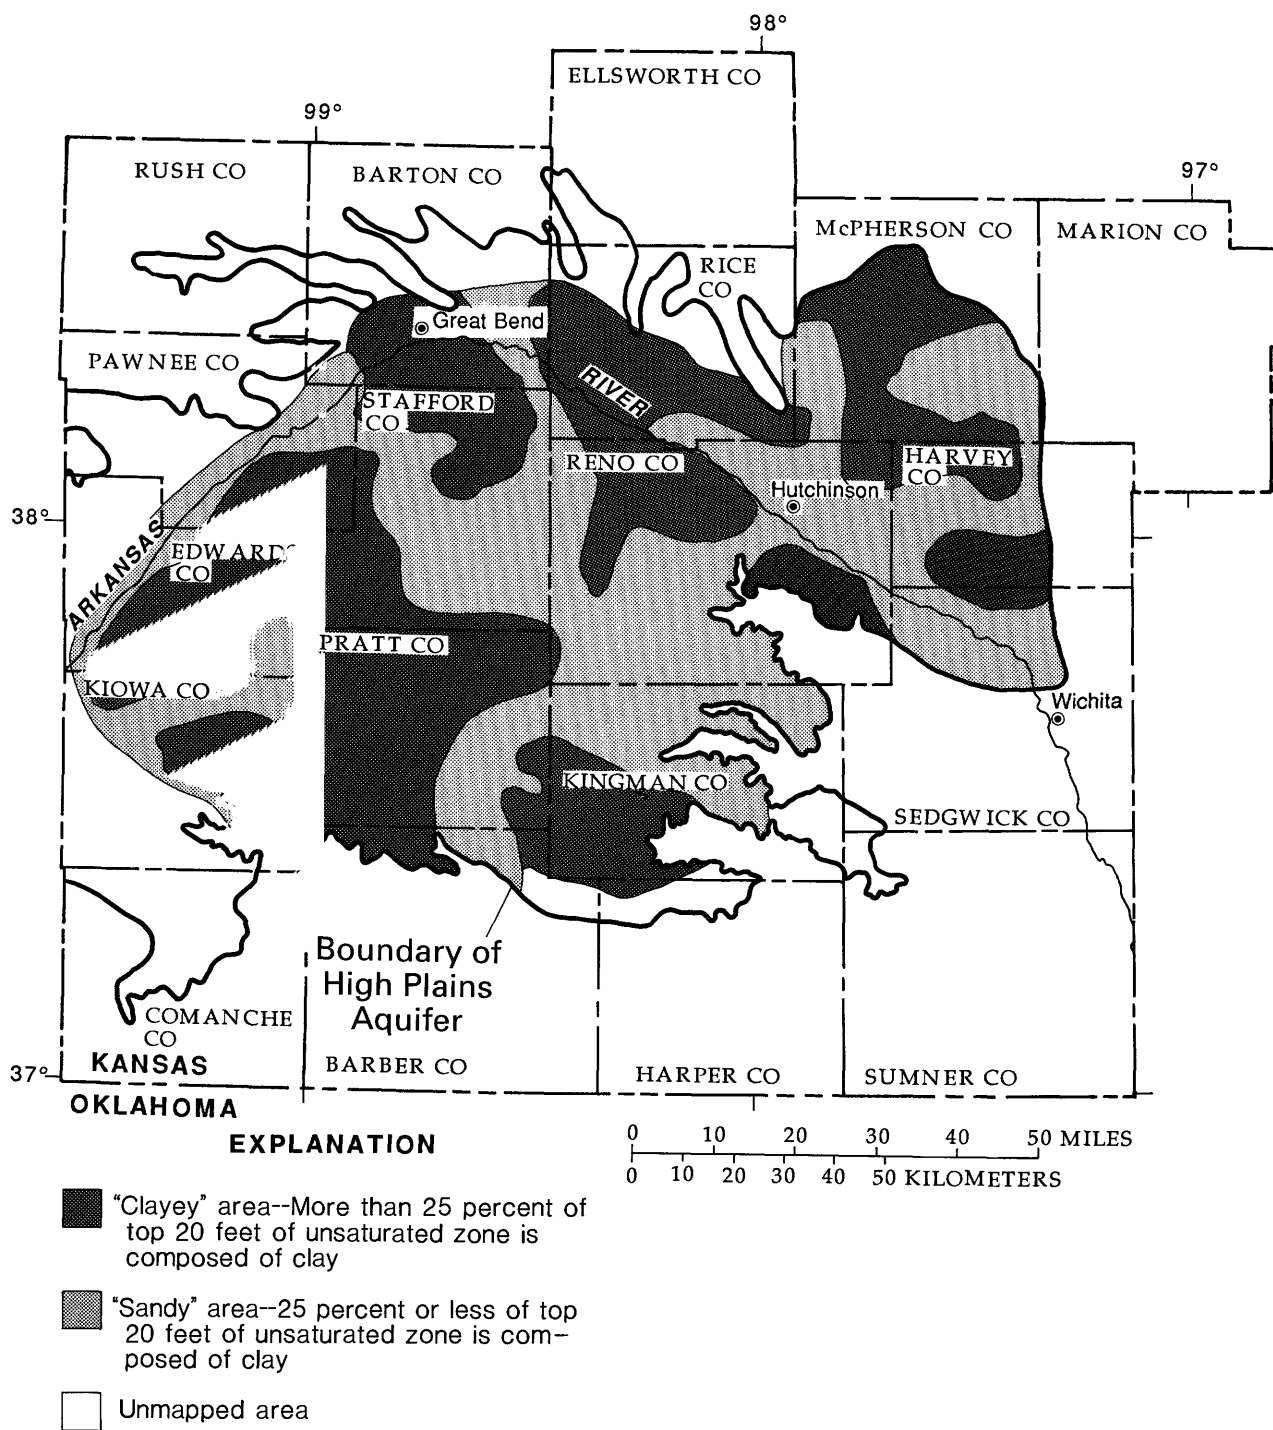 98°
ELLSWORTH CO
99°
RUSH CO
BARTON CO
97°
McPHERSON CO
MARION CO
RICE
CO
Great Bend
PAWNEE CO
RIVER
STAFFORD
CO
RENO CO
HARVEY
CO
Hutchinson
38°
ARKANSAS
EDWARDS
CO
PRATT CO
KIOWA CO
Wichita
KINGMAN CO
SEDGWICK CO
Boundary of
High Plains
Aquifer
COMANCHE
CO
37°
KANSAS
BARBER CO
HARPER CO
SUMNER CO
OKLAHOMA
EXPLANATION
0 10 20 30 40 50 MILES
0 10 20 30 40 50 KILOMETERS
"Clayey" area--More than 25 percent of
top 20 feet of unsaturated zone is
composed of clay
"Sandy" area--25 percent or less of top
20 feet of unsaturated zone is com-
posed of clay
Unmapped area